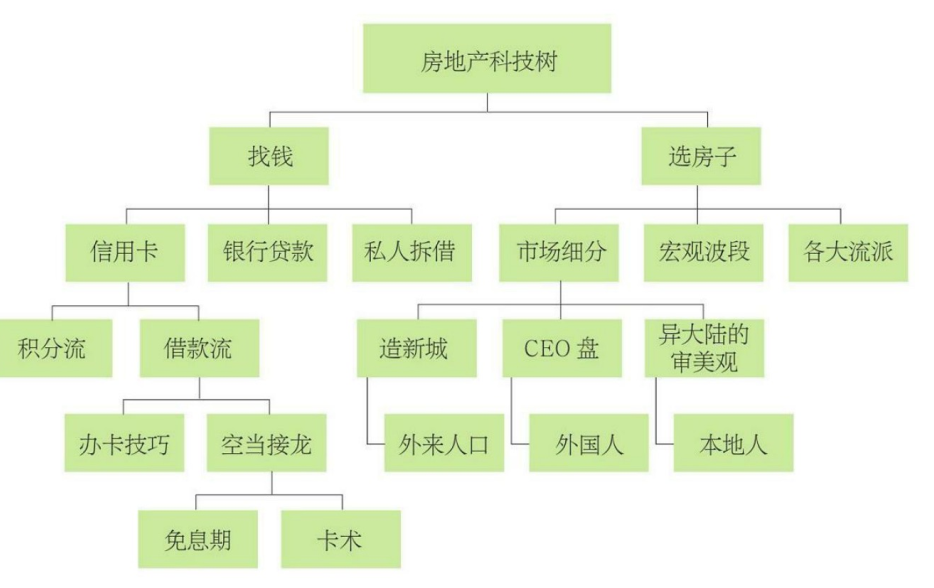 房地产科技树
找钱
选房子
信用卡
银行贷款
私人拆借
市场细分
宏观波段
各大流派
积分流
借款流
造新城
CEO 盘
异大陆的
审美观
办卡技巧
空当接龙
外来人口
外国人
本地人
免息期
卡术